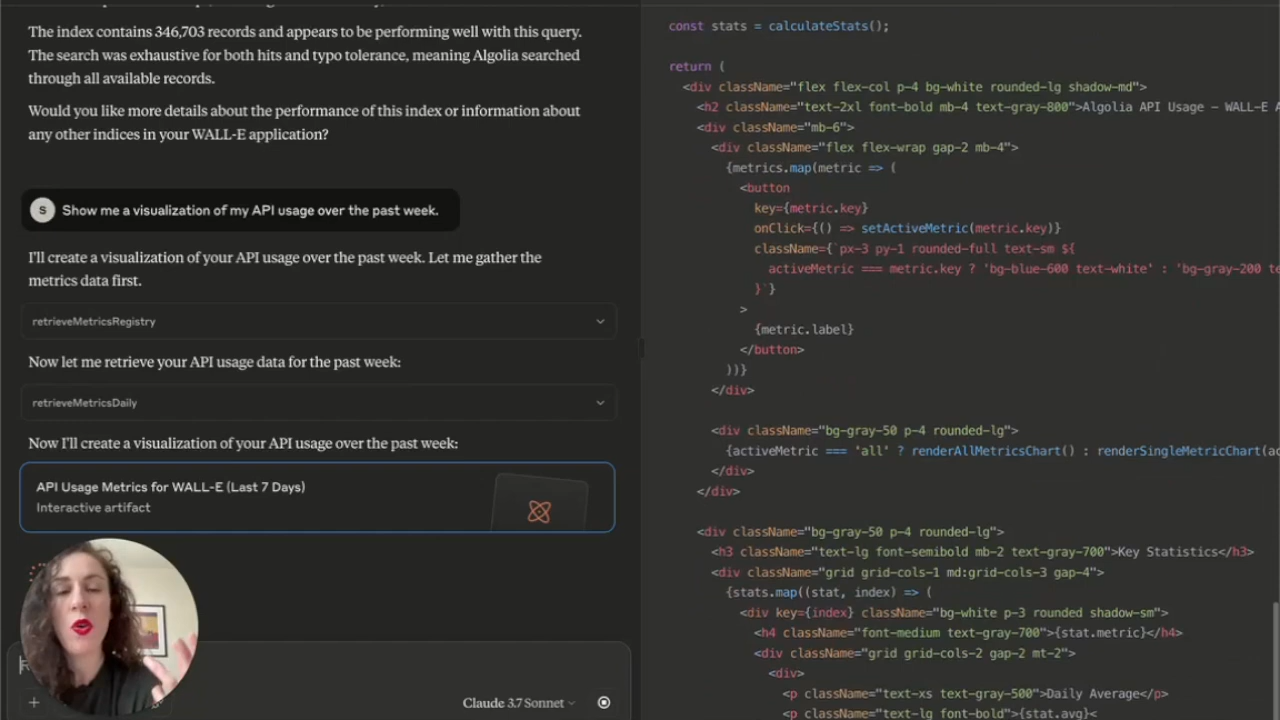 The index contains 346,703 records and appears to be performing well with this query.
The search was exhaustive for both hits and typo tolerance, meaning Algolia searched
through all available records.
Would you like more details about the performance of this index or information about
any other indices in your WALL-E application?
S Show me a visualization of my API usage over the past week.
I'll create a visualization of your API usage over the past week. Let me gather the
metrics data first.
retrieveMetricsRegistry
Now let me retrieve your API usage data for the past week:
retrieveMetricsDaily
Now I'll create a visualization of your API usage over the past week:
API Usage Metrics for WALL-E (Last 7 Days)
Interactive artifact
Claude 3.7 Sonnet
const stats = calculateStats();
return (
<div className="flex flex-col p-4 bg-white rounded-lg shadow-md">
<h2 className="text-2xl font-bold mb-4 text-gray-800">Algolia API Usage – WALL-E
<div className="mb-6">
<div className="flex flex-wrap gap-2 mb-4">
{metrics.map(metric => (
<button
key={metric.key}
onClick={() => setActiveMetric(metric.key)}
className={`px-3 py-1 rounded-full text-sm ${
activeMetric === metric.key ? 'bg-blue-600 text-white' : 'bg-gray-200
}`}
>
{metric.label}
</button>
))}
</div>
<div className="bg-gray-50 p-4 rounded-lg">
{activeMetric === 'all' ? renderAllMetricsChart() : renderSingleMetricChart(
</div>
</div>
<div className="bg-gray-50 p-4 rounded-lg">
<h3 className="text-lg font-semibold mb-2 text-gray-700">Key Statistics</h3>
<div className="grid grid-cols-1 md:grid-cols-3 gap-4">
{stats.map((stat, index) => (
<div key={index} className="bg-white p-3 rounded shadow-sm">
<h4 className="font-medium text-gray-700">{stat.metric}</h4>
<div className="grid grid-cols-2 gap-2 mt-2">
<div>
<p className="text-xs text-gray-500">Daily Average</p>
<p className="text-lg font-bold">{stat.avg}<